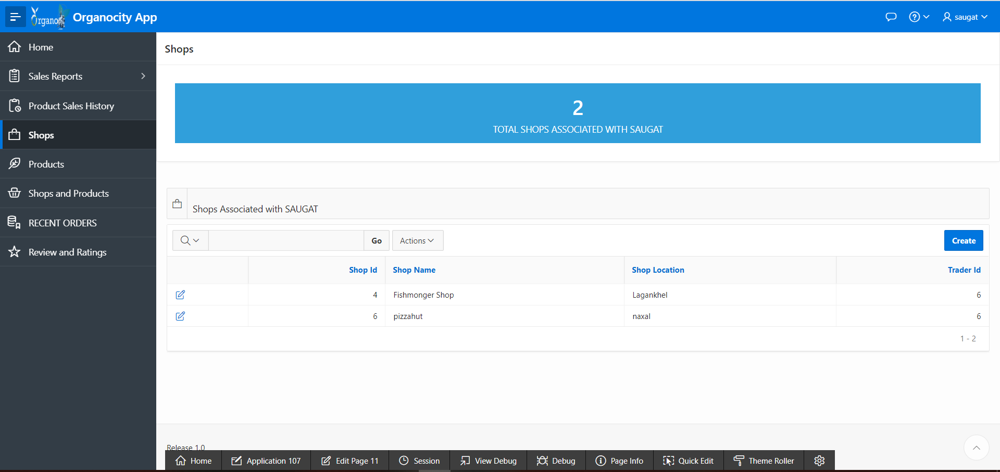 Organo
Organocity App
saugat
Home
Sales Reports
Product Sales History
Shops
Products
Shops and Products
RECENT ORDERS
Review and Ratings
Shops
2
TOTAL SHOPS ASSOCIATED WITH SAUGAT
Shops Associated with SAUGAT
Go
Actions
Create
Shop Id Shop Name Shop Location Trader Id
4 Fishmonger Shop Lagankhel 6
6 pizzahut naxal 6
1 - 2
Release 1.0
Home Application 107 Edit Page 11 Session View Debug Debug Page Info Quick Edit Theme Roller